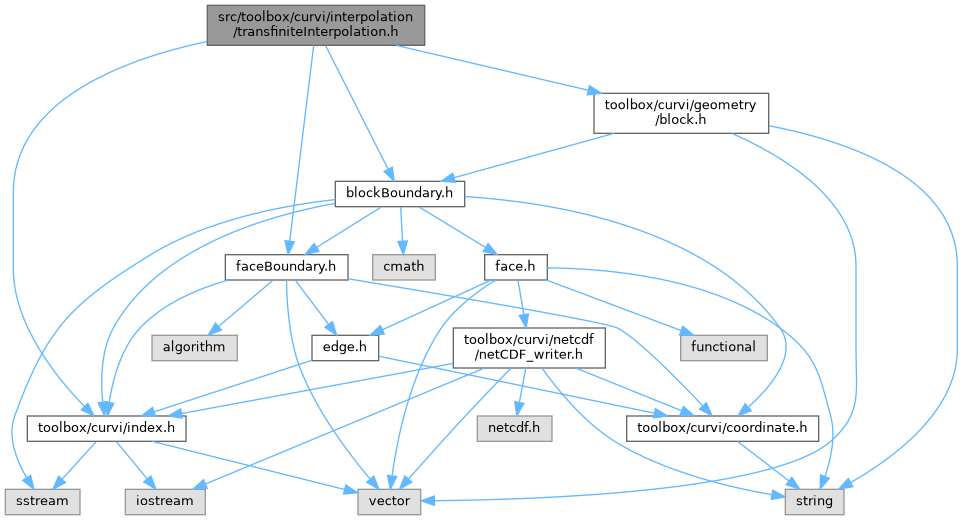 src/toolbox/curvi/interpolation
/transfiniteInterpolation.h
toolbox/curvi/geometry
/block.h
blockBoundary.h
faceBoundary.h
cmath
face.h
algorithm
edge.h
toolbox/curvi/netcdf
/netCDF_writer.h
functional
toolbox/curvi/index.h
netcdf.h
toolbox/curvi/coordinate.h
sstream
iostream
vector
string